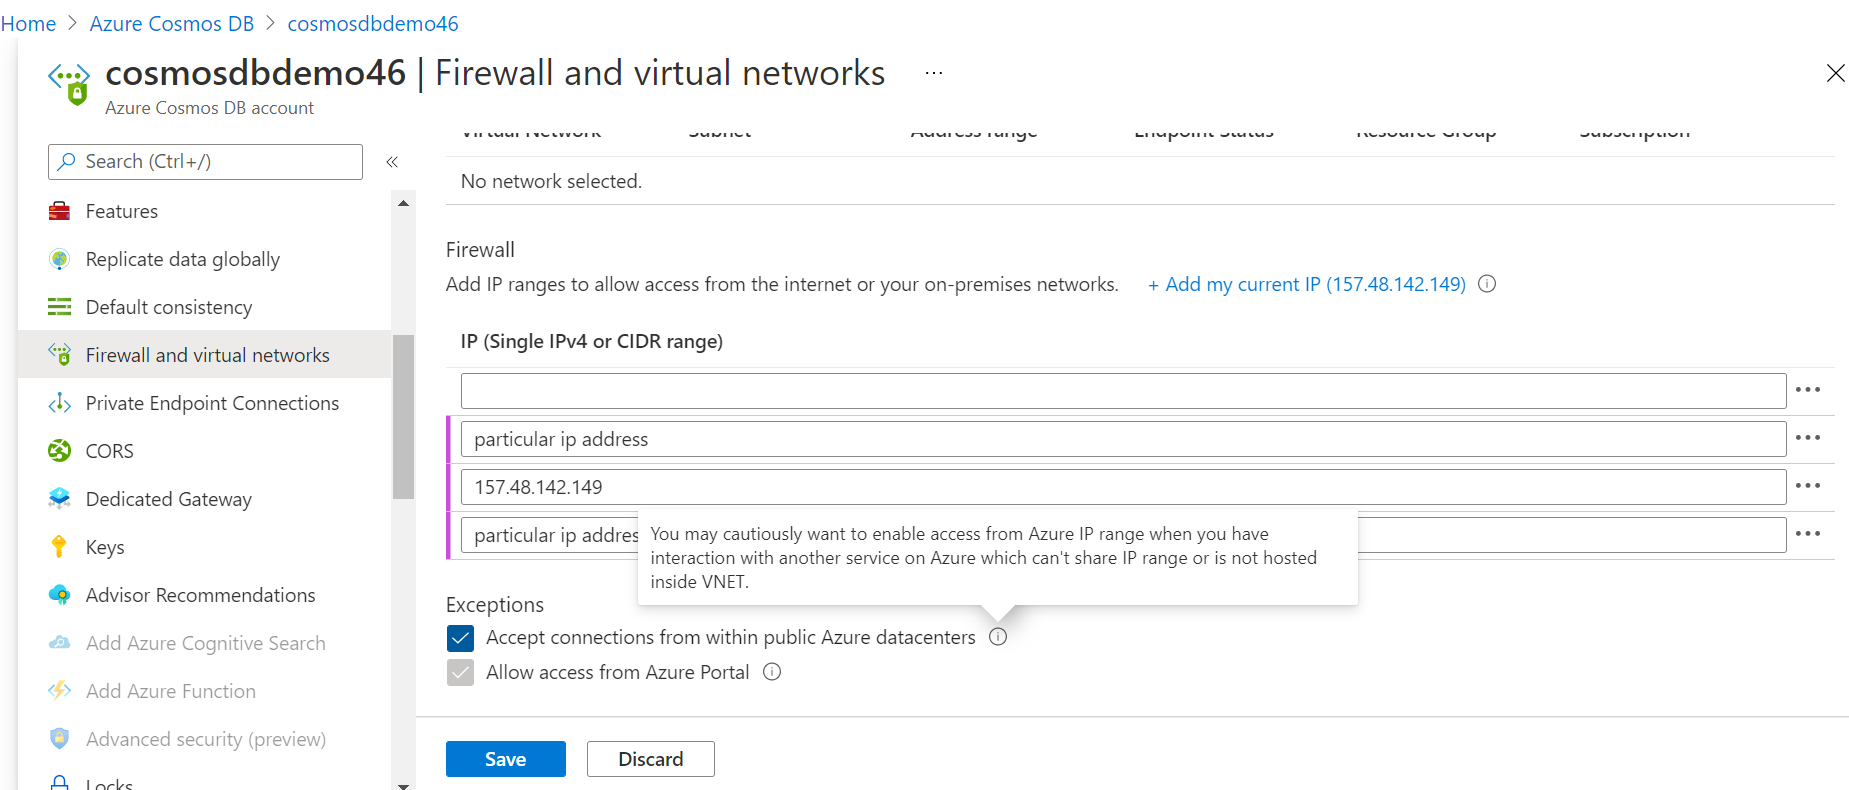 Home > Azure Cosmos DB > cosmosdbdemo46
cosmosdbdemo46 | Firewall and virtual networks ...
Azure Cosmos DB account
Search (Ctrl+/)
«
Features
Replicate data globally
Default consistency
Firewall and virtual networks
Private Endpoint Connections
CORS
Dedicated Gateway
Keys
Advisor Recommendations
Add Azure Cognitive Search
Add Azure Function
Advanced security (preview)
Locks
Virtual Network Subnet Address range Endpoint Status Resource Group Subscription
No network selected.
Firewall
Add IP ranges to allow access from the internet or your on-premises networks. + Add my current IP (157.48.142.149)
IP (Single IPv4 or CIDR range)
particular ip address
157.48.142.149
particular ip addres
You may cautiously want to enable access from Azure IP range when you have
interaction with another service on Azure which can't share IP range or is not hosted
inside VNET.
Exceptions
Accept connections from within public Azure datacenters
Allow access from Azure Portal
Save Discard